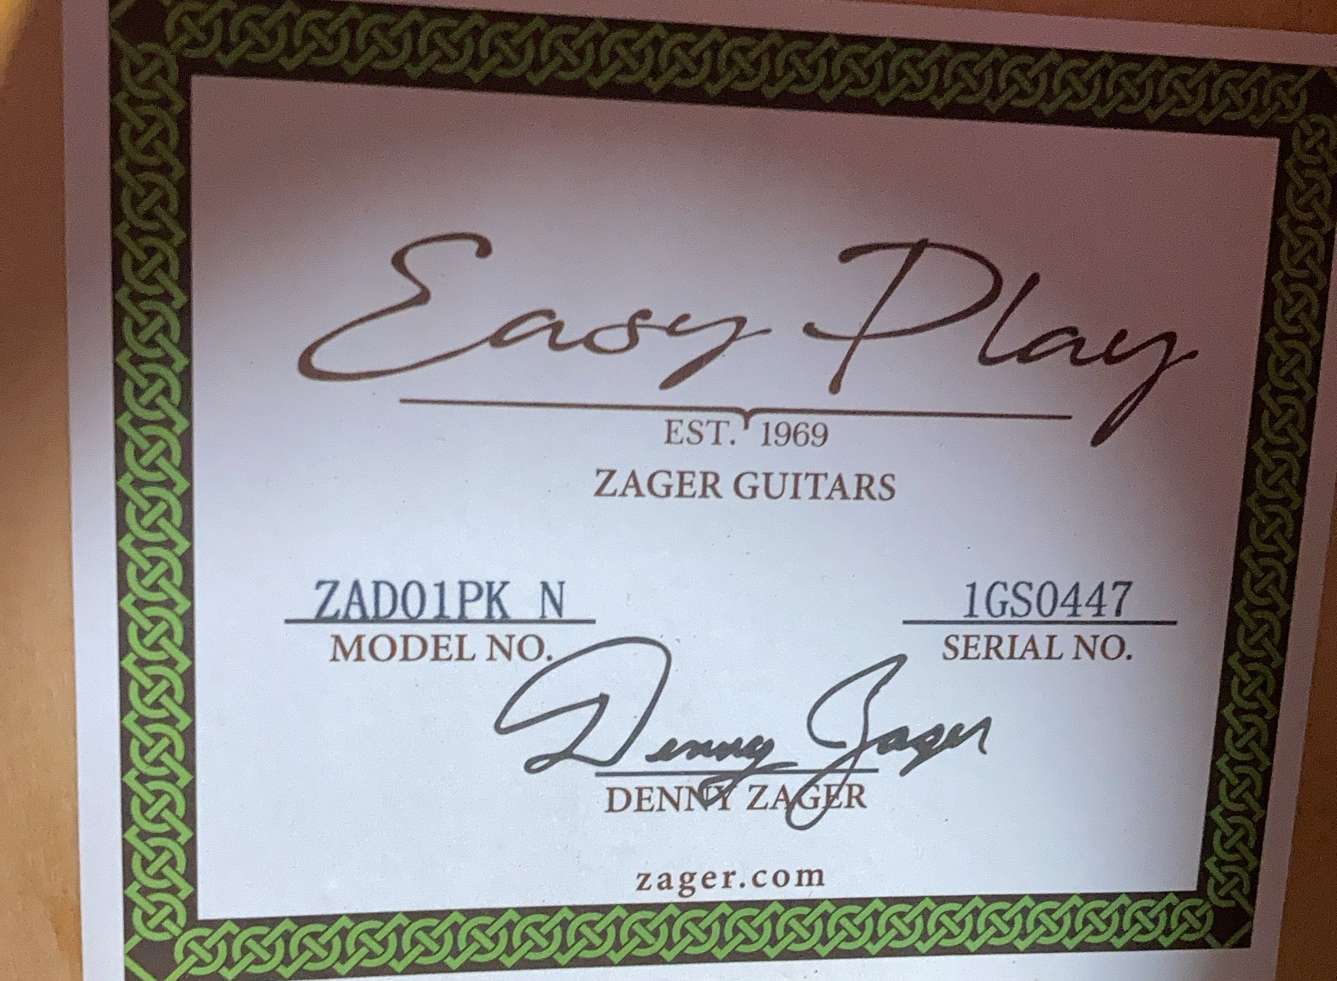 Easy Play
EST. 1969
ZAGER GUITARS
ZAD01PK N 1GS0447
MODEL NO. SERIAL NO.
Denny Zager
DENNY ZAGER
zager.com